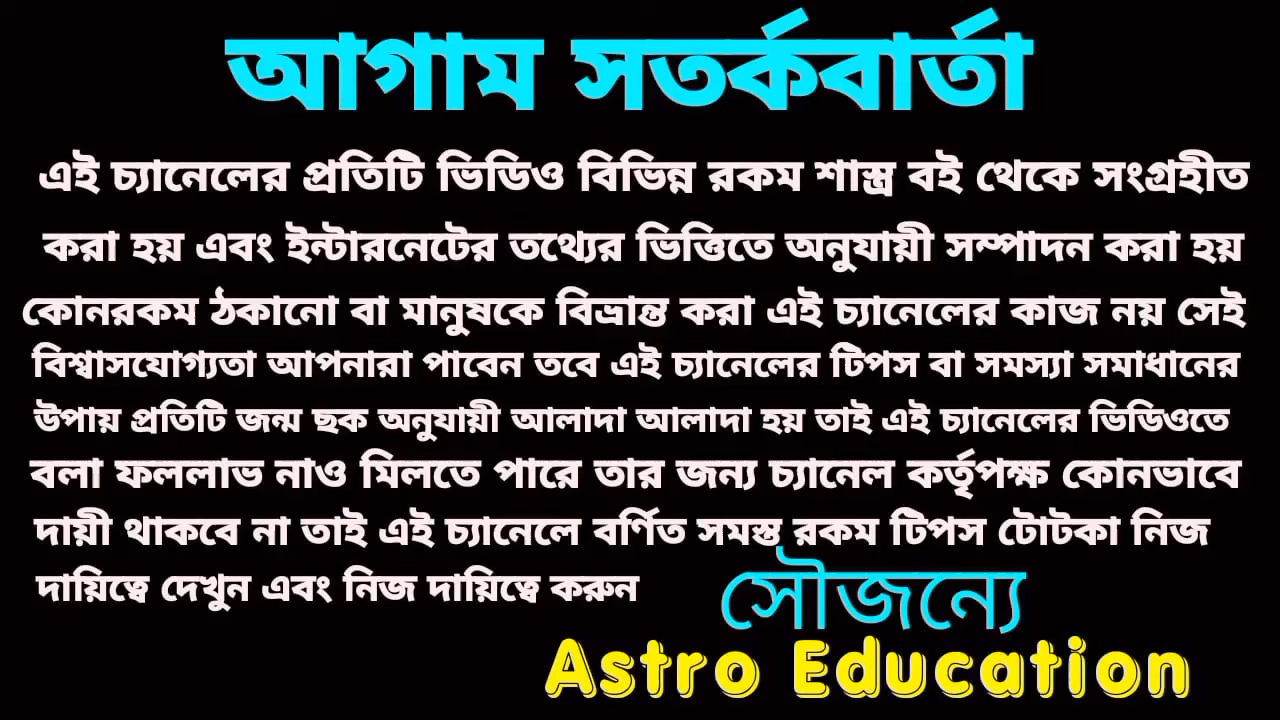 আগাম সতর্কবার্তা
এই চ্যানেলের প্রতিটি ভিডিও বিভিন্ন রকম শাস্ত্র বই থেকে সংগ্রহীত
করা হয় এবং ইন্টারনেটের তথ্যের ভিত্তিতে অনুযায়ী সম্পাদন করা হয়
কোনরকম ঠকানো বা মানুষকে বিভ্রান্ত করা এই চ্যানেলের কাজ নয় সেই
বিশ্বাসযোগ্যতা আপনারা পাবেন তবে এই চ্যানেলের টিপস বা সমস্যা সমাধানের
উপায় প্রতিটি জন্ম ছক অনুযায়ী আলাদা আলাদা হয় তাই এই চ্যানেলের ভিডিওতে
বলা ফললাভ নাও মিলতে পারে তার জন্য চ্যানেল কর্তৃপক্ষ কোনভাবে
দায়ী থাকবে না তাই এই চ্যানেলে বর্ণিত সমস্ত রকম টিপস টোটকা নিজ
দায়িত্বে দেখুন এবং নিজ দায়িত্বে করুন
সৌজন্যে
Astro Education